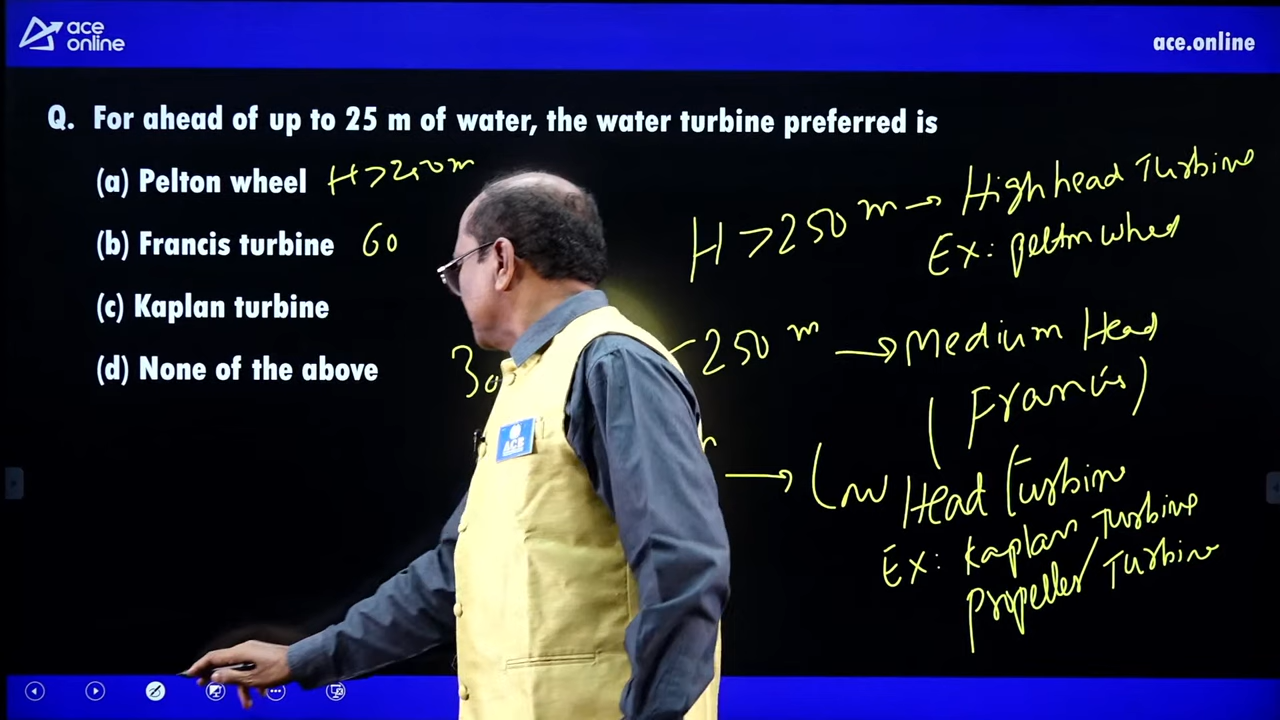 ace
online
ace.online
Q. For ahead of up to 25 m of water, the water turbine preferred is
(a) Pelton wheel H > 250m
(b) Francis turbine 60
(c) Kaplan turbine
(d) None of the above
H > 250 m → High head Turbine
Ex: pelton wheel
30
250 m → Medium Head
(Francis)
→ Low Head Turbine
Ex: Kaplan Turbine
Propeller Turbine
ACE